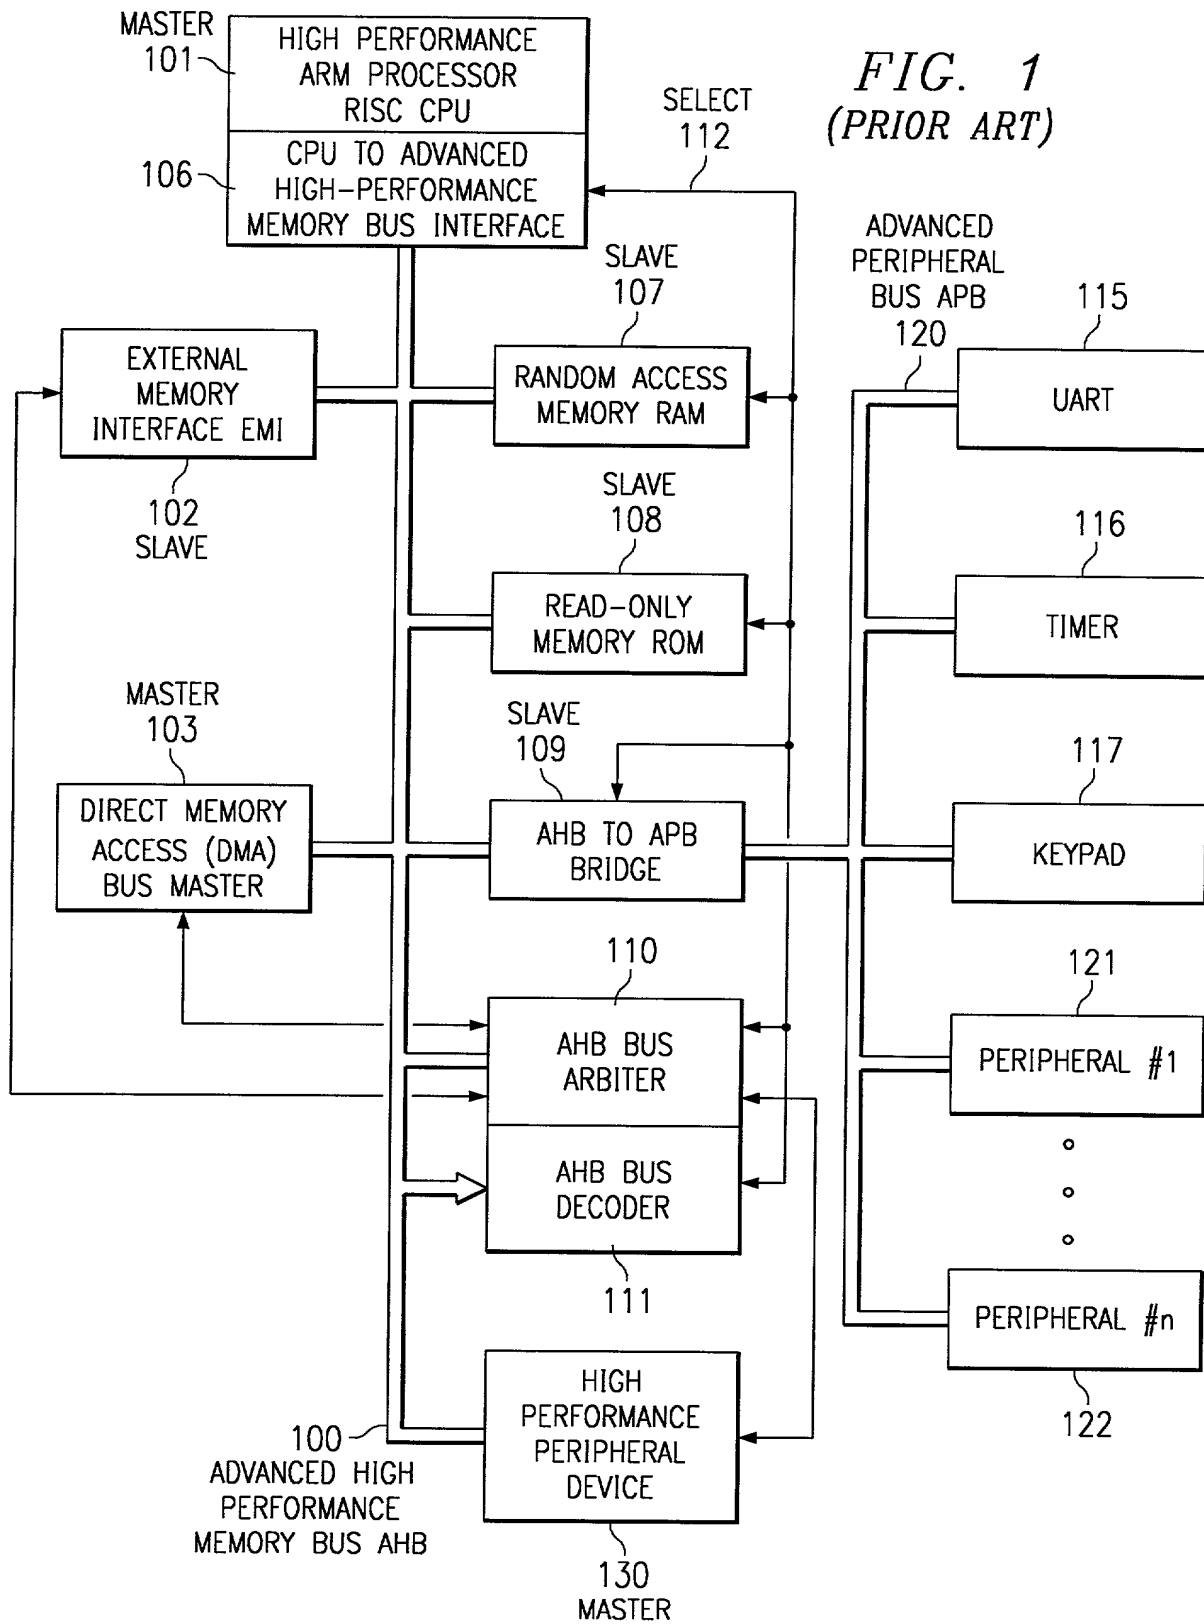 MASTER
101
HIGH PERFORMANCE
ARM PROCESSOR
RISC CPU
FIG. 1
(PRIOR ART)
SELECT
112
106
CPU TO ADVANCED
HIGH-PERFORMANCE
MEMORY BUS INTERFACE
ADVANCED
PERIPHERAL
BUS APB
120
SLAVE
107
115
EXTERNAL
MEMORY
INTERFACE EMI
RANDOM ACCESS
MEMORY RAM
UART
102
SLAVE
SLAVE
108
116
READ-ONLY
MEMORY ROM
TIMER
MASTER
103
SLAVE
109
117
DIRECT MEMORY
ACCESS (DMA)
BUS MASTER
AHB TO APB
BRIDGE
KEYPAD
110
121
AHB BUS
ARBITER
PERIPHERAL #1
AHB BUS
DECODER
111
PERIPHERAL #n
122
HIGH
PERFORMANCE
PERIPHERAL
DEVICE
100
ADVANCED HIGH
PERFORMANCE
MEMORY BUS AHB
130
MASTER